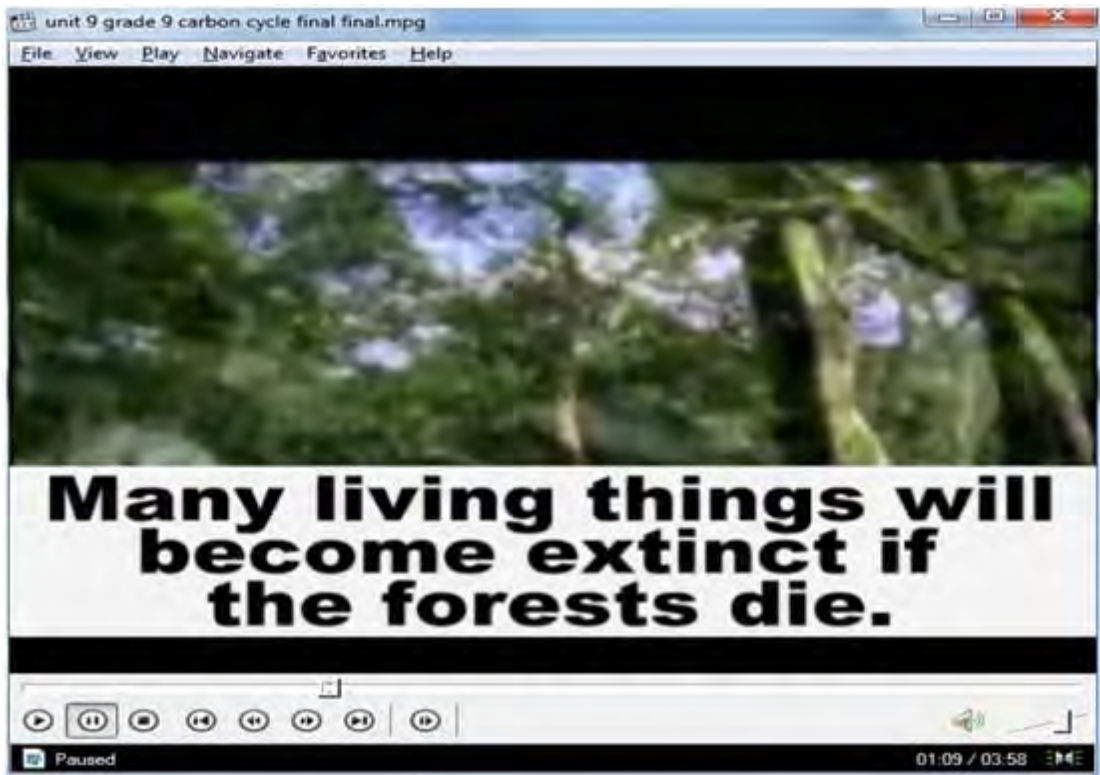 unit 9 grade 9 carbon cycle final final.mpg
File View Play Navigate Favorites Help
Many living things will
become extinct if
the forests die.
Paused
01:09 / 03:58